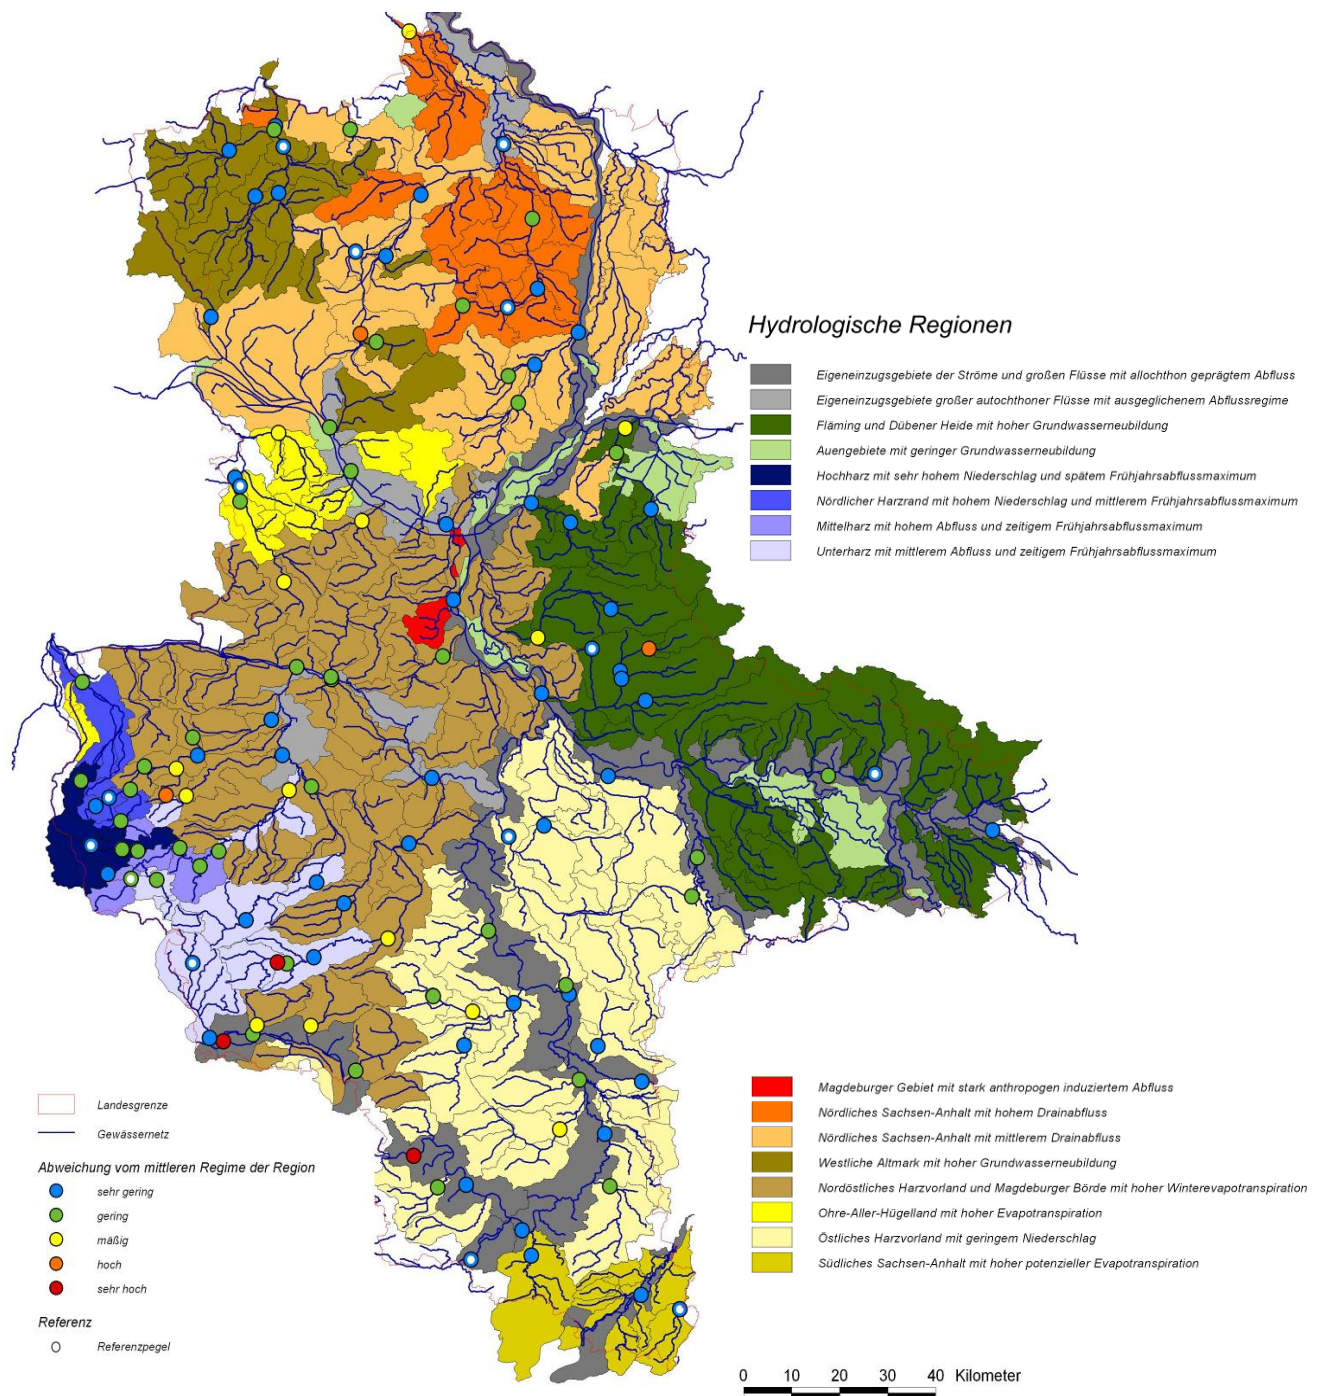 Hydrologische Regionen
Eigeneinzugsgebiete der Ströme und großen Flüsse mit allochthon geprägtem Abfluss
Eigeneinzugsgebiete großer autochthoner Flüsse mit ausgeglichenem Abflussregime
Fläming und Dübener Heide mit hoher Grundwasserneubildung
Auengebiete mit geringer Grundwasserneubildung
Hochharz mit sehr hohem Niederschlag und spätem Frühjahrsabflussmaximum
Nördlicher Harzrand mit hohem Niederschlag und mittlerem Frühjahrsabflussmaximum
Mittelharz mit hohem Abfluss und zeitigem Frühjahrsabflussmaximum
Unterharz mit mittlerem Abfluss und zeitigem Frühjahrsabflussmaximum
Magdeburger Gebiet mit stark anthropogen induziertem Abfluss
Nördliches Sachsen-Anhalt mit hohem Drainabfluss
Nördliches Sachsen-Anhalt mit mittlerem Drainabfluss
Westliche Altmark mit hoher Grundwasserneubildung
Nordöstliches Harzvorland und Magdeburger Börde mit hoher Winterevapotranspiration
Ohre-Aller-Hügelland mit hoher Evapotranspiration
Östliches Harzvorland mit geringem Niederschlag
Südliches Sachsen-Anhalt mit hoher potenzieller Evapotranspiration
Landesgrenze
Gewässernetz
Abweichung vom mittleren Regime der Region
sehr gering
gering
mäßig
hoch
sehr hoch
Referenz
Referenzpegel
0 10 20 30 40 Kilometer